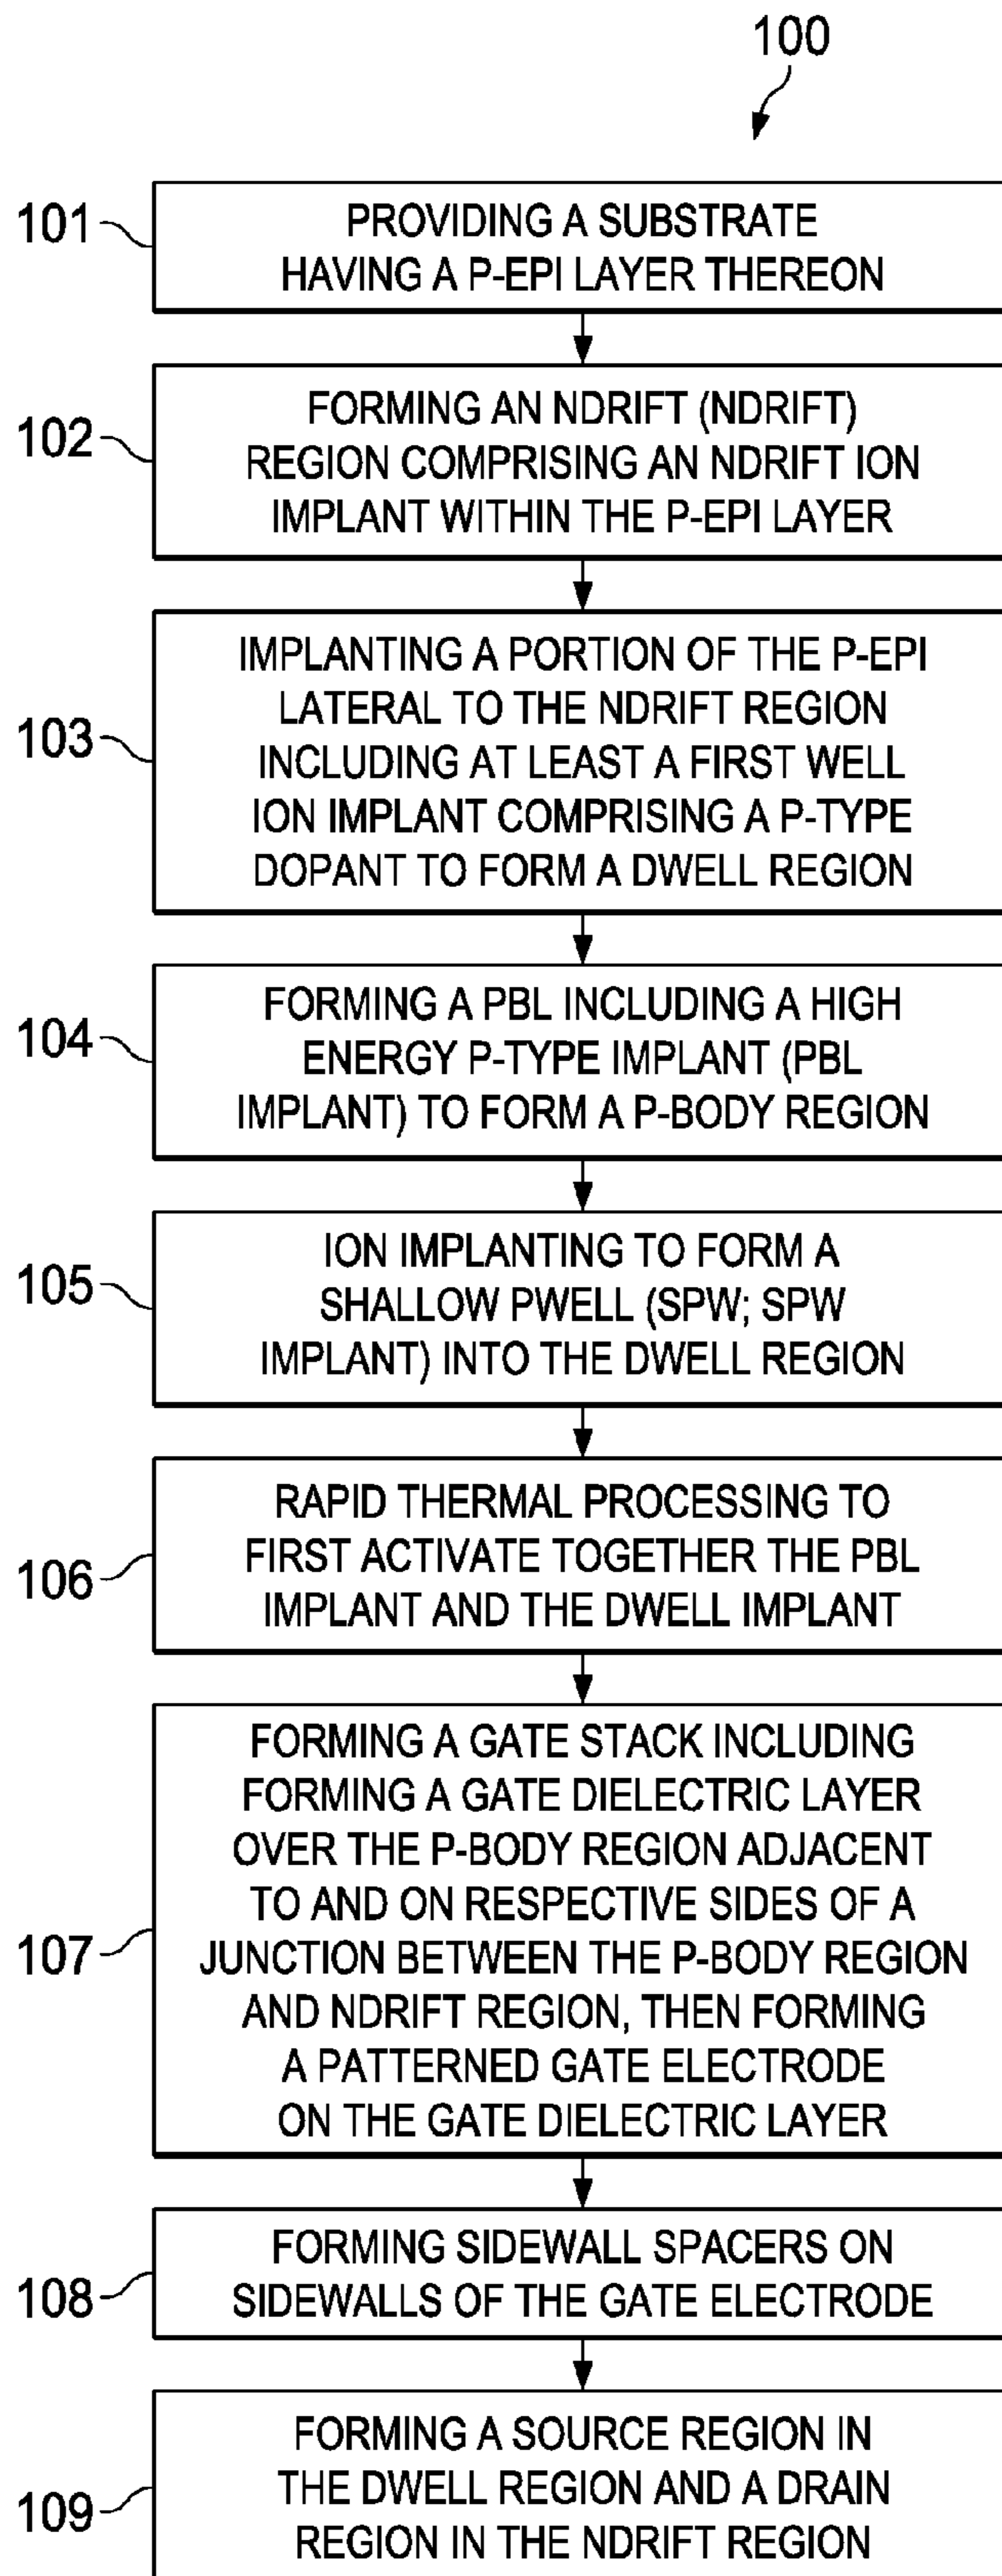 100
101
PROVIDING A SUBSTRATE
HAVING A P-EPI LAYER THEREON
102
FORMING AN NDRIFT (NDRIFT)
REGION COMPRISING AN NDRIFT ION
IMPLANT WITHIN THE P-EPI LAYER
103
IMPLANTING A PORTION OF THE P-EPI
LATERAL TO THE NDRIFT REGION
INCLUDING AT LEAST A FIRST WELL
ION IMPLANT COMPRISING A P-TYPE
DOPANT TO FORM A DWELL REGION
104
FORMING A PBL INCLUDING A HIGH
ENERGY P-TYPE IMPLANT (PBL
IMPLANT) TO FORM A P-BODY REGION
105
ION IMPLANTING TO FORM A
SHALLOW PWELL (SPW; SPW
IMPLANT) INTO THE DWELL REGION
106
RAPID THERMAL PROCESSING TO
FIRST ACTIVATE TOGETHER THE PBL
IMPLANT AND THE DWELL IMPLANT
107
FORMING A GATE STACK INCLUDING
FORMING A GATE DIELECTRIC LAYER
OVER THE P-BODY REGION ADJACENT
TO AND ON RESPECTIVE SIDES OF A
JUNCTION BETWEEN THE P-BODY REGION
AND NDRIFT REGION, THEN FORMING
A PATTERNED GATE ELECTRODE
ON THE GATE DIELECTRIC LAYER
108
FORMING SIDEWALL SPACERS ON
SIDEWALLS OF THE GATE ELECTRODE
109
FORMING A SOURCE REGION IN
THE DWELL REGION AND A DRAIN
REGION IN THE NDRIFT REGION